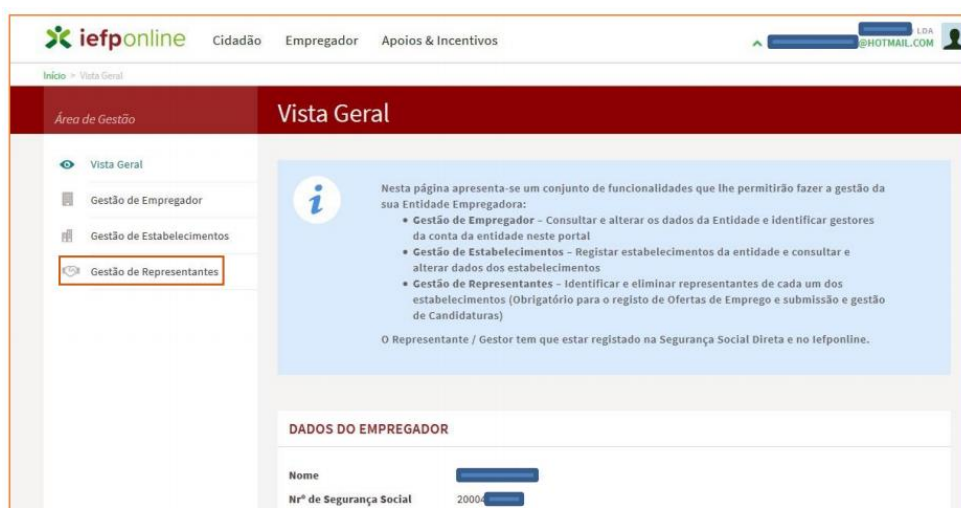 iefponline Cidadão Empregador Apoios & Incentivos
LDA
@HOTMAIL.COM
Início > Vista Geral
Área de Gestão
Vista Geral
Vista Geral
Gestão de Empregador
Gestão de Estabelecimentos
Gestão de Representantes
Nesta página apresenta-se um conjunto de funcionalidades que lhe permitirão fazer a gestão da
sua Entidade Empregadora:
• Gestão de Empregador – Consultar e alterar os dados da Entidade e identificar gestores
da conta da entidade neste portal
• Gestão de Estabelecimentos – Registar estabelecimentos da entidade e consultar e
alterar dados dos estabelecimentos
• Gestão de Representantes – Identificar e eliminar representantes de cada um dos
estabelecimentos (Obrigatório para o registo de Ofertas de Emprego e submissão e gestão
de Candidaturas)
O Representante / Gestor tem que estar registado na Segurança Social Direta e no Iefponline.
DADOS DO EMPREGADOR
Nome
Nrº de Segurança Social 20004